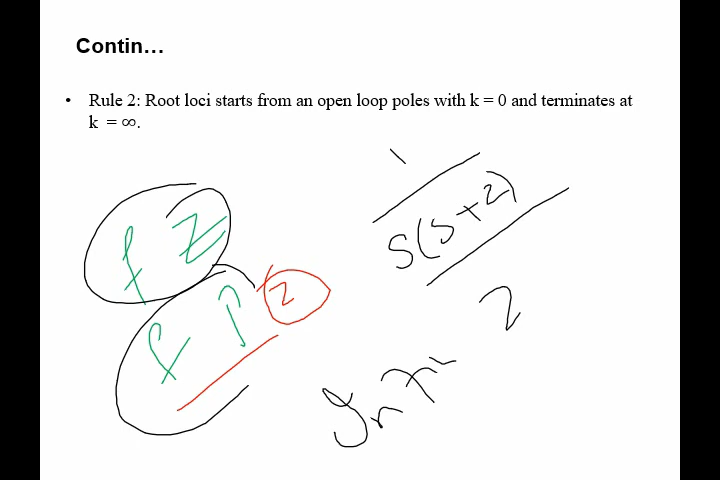 Contin…
• Rule 2: Root loci starts from an open loop poles with k = 0 and terminates at
k = ∞.
1
s(s+2)
f Z
f P 2
2